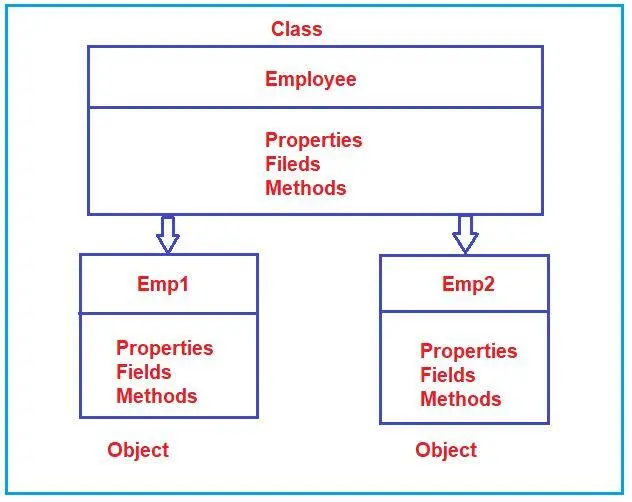 Class
Employee
Properties
Fileds
Methods
Emp1
Properties
Fields
Methods
Object
Emp2
Properties
Fields
Methods
Object